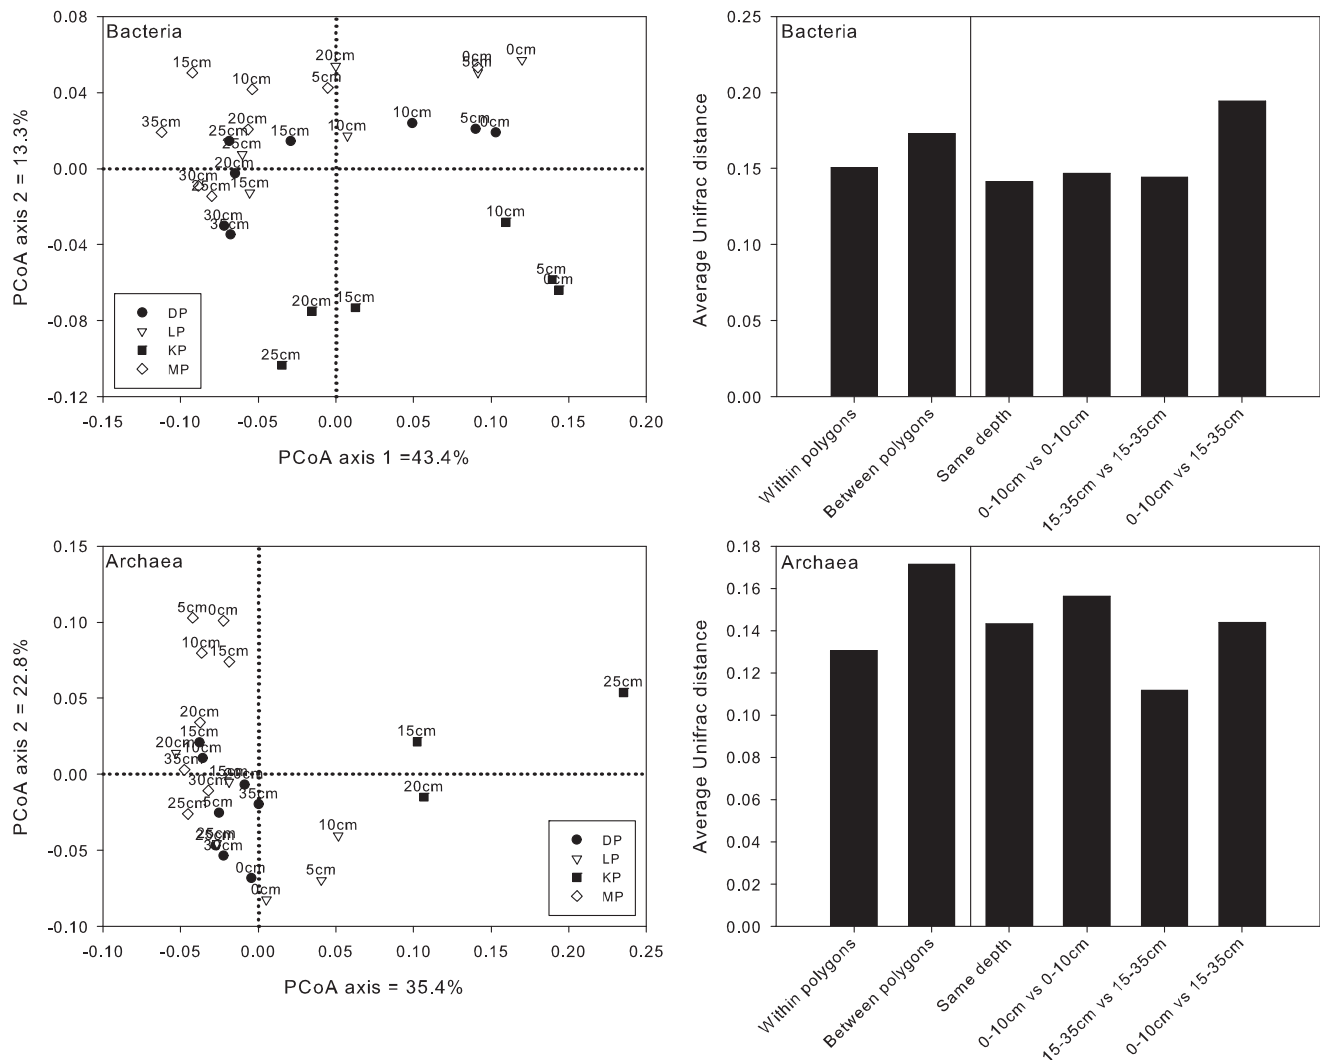 Bacteria
0.08
0.04
0.00
-0.04
-0.08
-0.12
PCoA axis 2 = 13.3%
15cm
10cm
35cm
20cm
5cm
20cm
0cm
5cm
0cm
10cm
5cm
0cm
10cm
25cm
15cm
20cm
25cm
30cm
25cm
15cm
30cm
35cm
10cm
5cm
0cm
20cm
15cm
25cm
DP
LP
KP
MP
-0.15
-0.10
-0.05
0.00
0.05
0.10
0.15
0.20
PCoA axis 1 =43.4%
Bacteria
0.25
0.20
0.15
0.10
0.05
0.00
Average Unifrac distance
Within polygons
Between polygons
Same depth
0-10cm vs 0-10cm
15-35cm vs 15-35cm
0-10cm vs 15-35cm
Archaea
0.15
0.10
0.05
0.00
-0.05
-0.10
PCoA axis 2 = 22.8%
5cm
0cm
10cm
15cm
20cm
15cm
20cm
10cm
35cm
15cm
20cm
30cm
35cm
25cm
5cm
25cm
25cm
30cm
0cm
0cm
5cm
10cm
15cm
20cm
25cm
DP
LP
KP
MP
-0.10
-0.05
0.00
0.05
0.10
0.15
0.20
0.25
PCoA axis = 35.4%
Archaea
0.18
0.16
0.14
0.12
0.10
0.08
0.06
0.04
0.02
0.00
Average Unifrac distance
Within polygons
Between polygons
Same depth
0-10cm vs 0-10cm
15-35cm vs 15-35cm
0-10cm vs 15-35cm